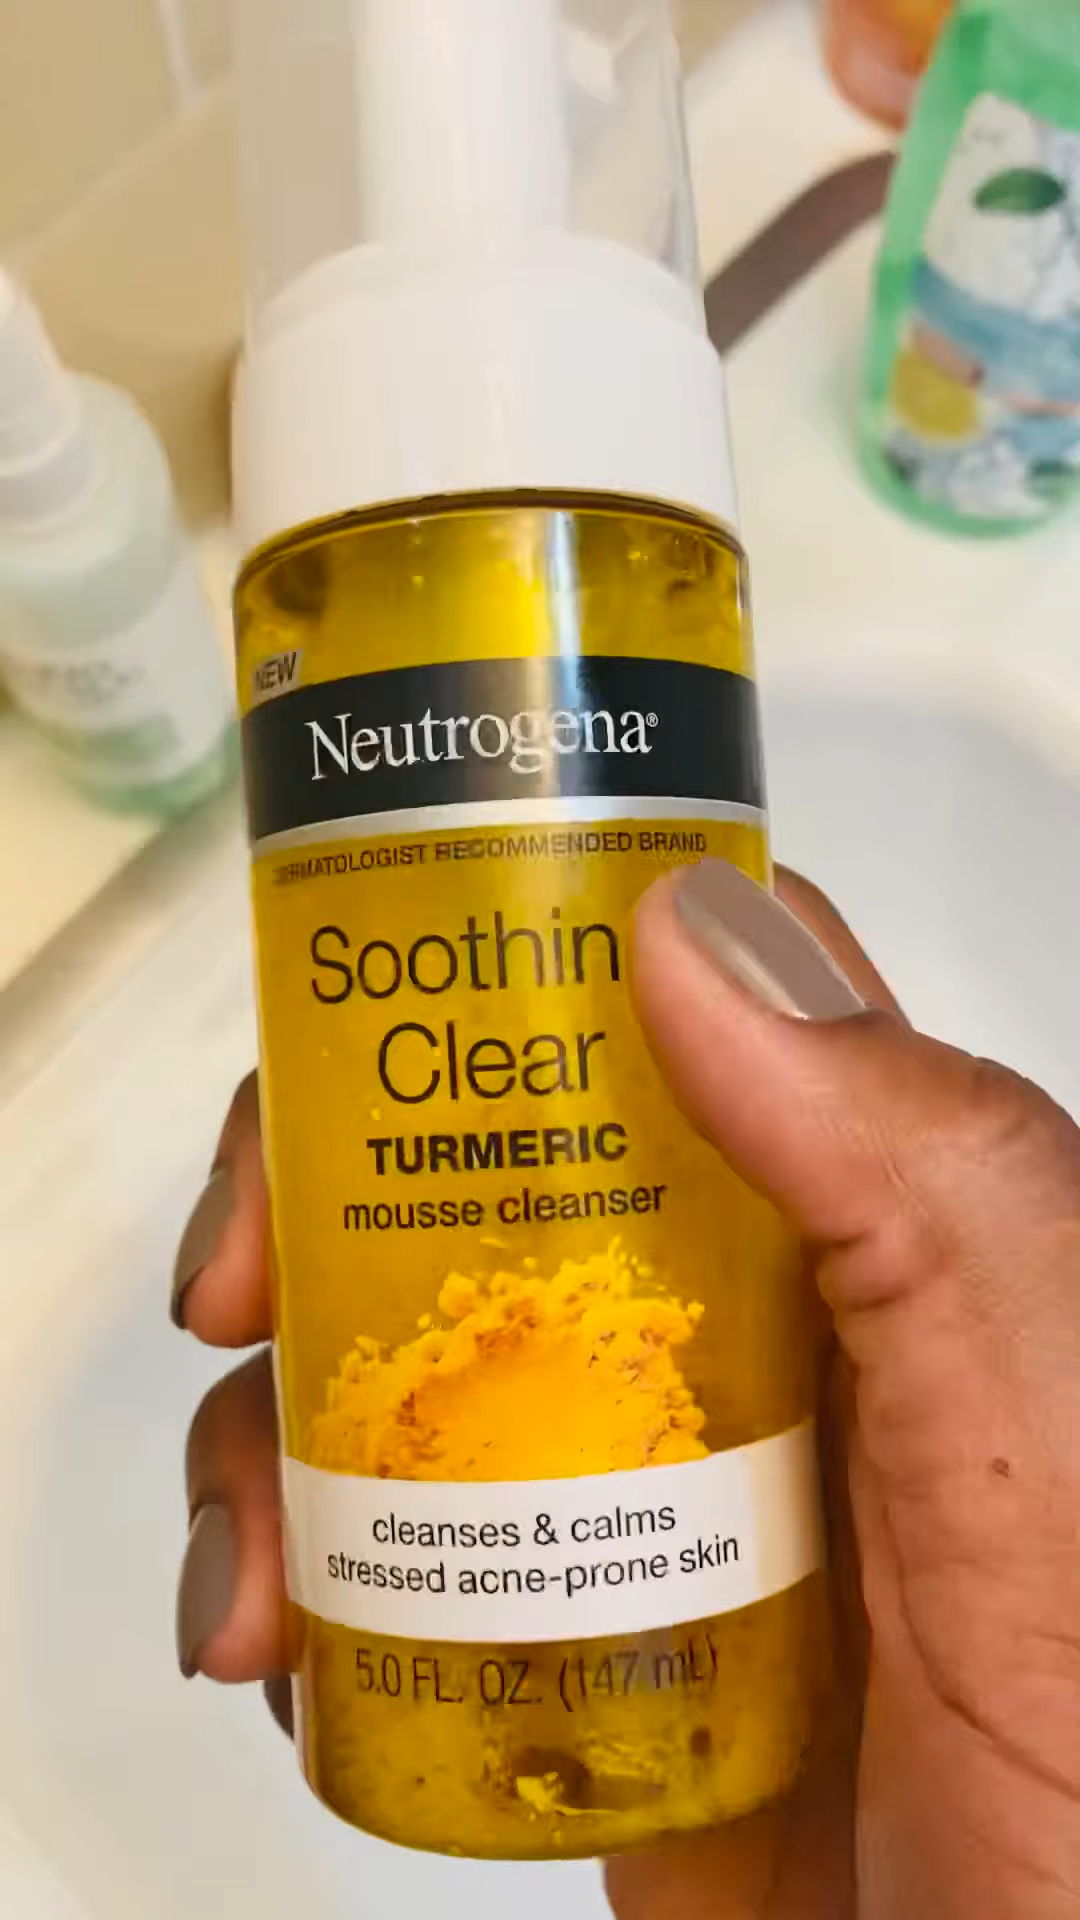 NEW
Neutrogena®
DERMATOLOGIST RECOMMENDED BRAND
Soothin
Clear
TURMERIC
mousse cleanser
cleanses & calms
stressed acne-prone skin
5.0 FL. OZ. (147 mL)